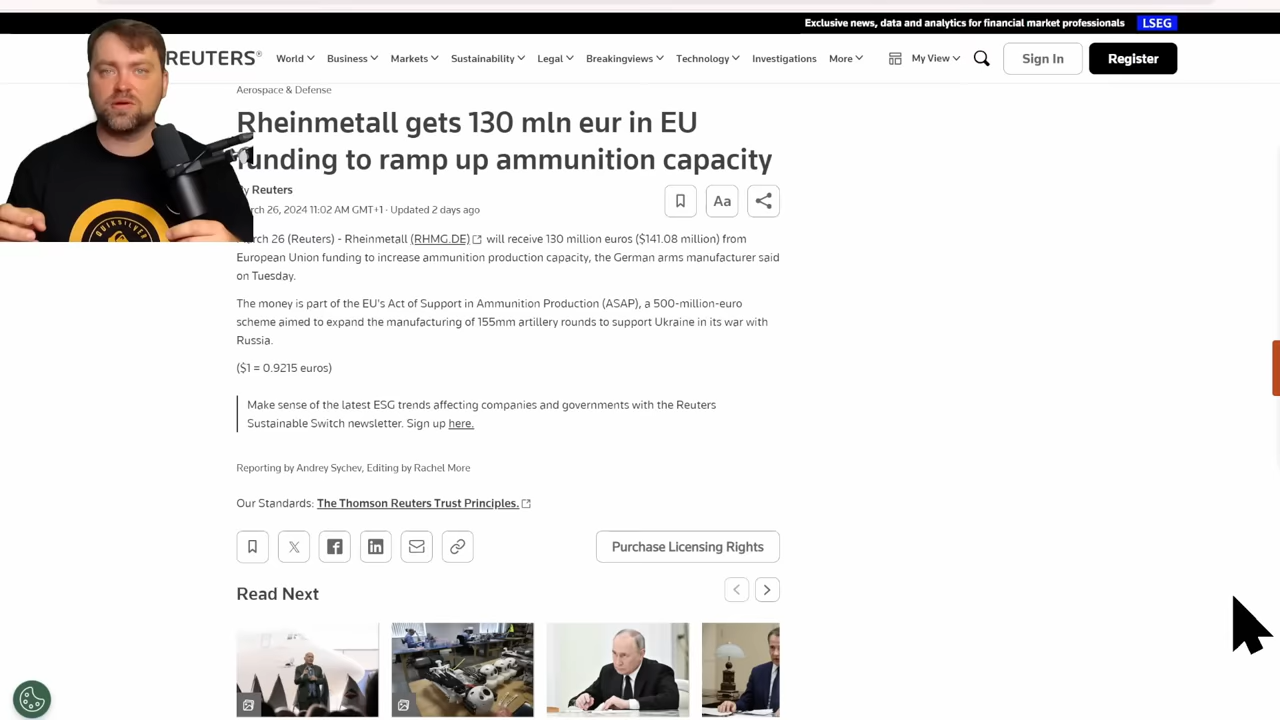 Exclusive news, data and analytics for financial market professionals LSEG
REUTERS® World Business Markets Sustainability Legal Breakingviews Technology Investigations More My View Sign In Register
Aerospace & Defense
Rheinmetall gets 130 mln eur in EU
funding to ramp up ammunition capacity
Reuters
2024 11:02 AM GMT+1 · Updated 2 days ago
Aa
26 (Reuters) - Rheinmetall (RHMG.DE) will receive 130 million euros ($141.08 million) from
European Union funding to increase ammunition production capacity, the German arms manufacturer said
on Tuesday.
The money is part of the EU's Act of Support in Ammunition Production (ASAP), a 500-million-euro
scheme aimed to expand the manufacturing of 155mm artillery rounds to support Ukraine in its war with
Russia.
($1 = 0.9215 euros)
Make sense of the latest ESG trends affecting companies and governments with the Reuters
Sustainable Switch newsletter. Sign up here.
Reporting by Andrey Sychev, Editing by Rachel More
Our Standards: The Thomson Reuters Trust Principles.
Purchase Licensing Rights
Read Next
QUIKSILVER